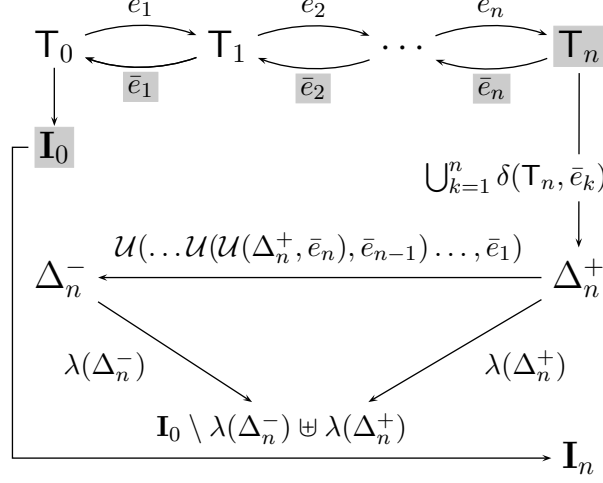 e₁ e₂ eₙ
T₀ T₁ ⋯ Tₙ
ē₁ ē₂ ēₙ
I₀
⋃ⁿₖ₌₁ δ(Tₙ, ēₖ)
𝒰(…𝒰(𝒰(Δₙ⁺, ēₙ), ēₙ₋₁)…, ē₁)
Δₙ⁻ Δₙ⁺
λ(Δₙ⁻) λ(Δₙ⁺)
I₀ \ λ(Δₙ⁻) ⊎ λ(Δₙ⁺)
Iₙ